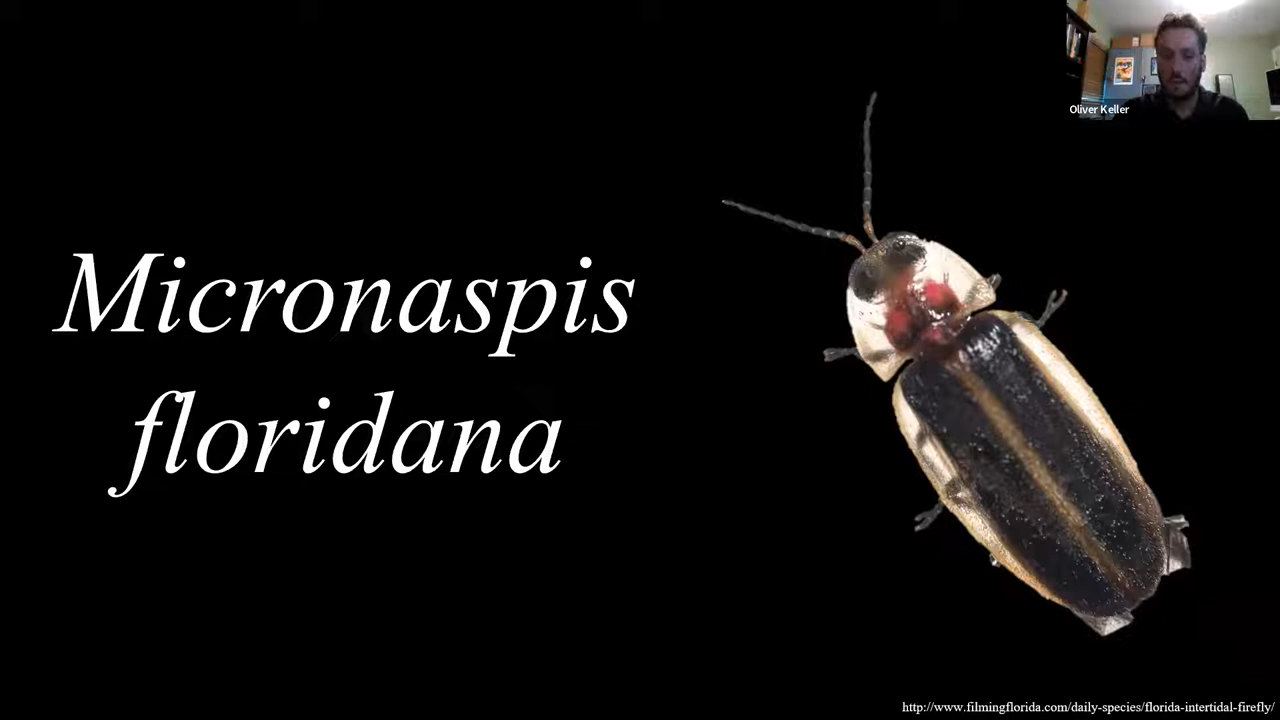 Oliver Keller
Micronaspis
floridana
http://www.filmingflorida.com/daily-species/florida-intertidal-firefly/